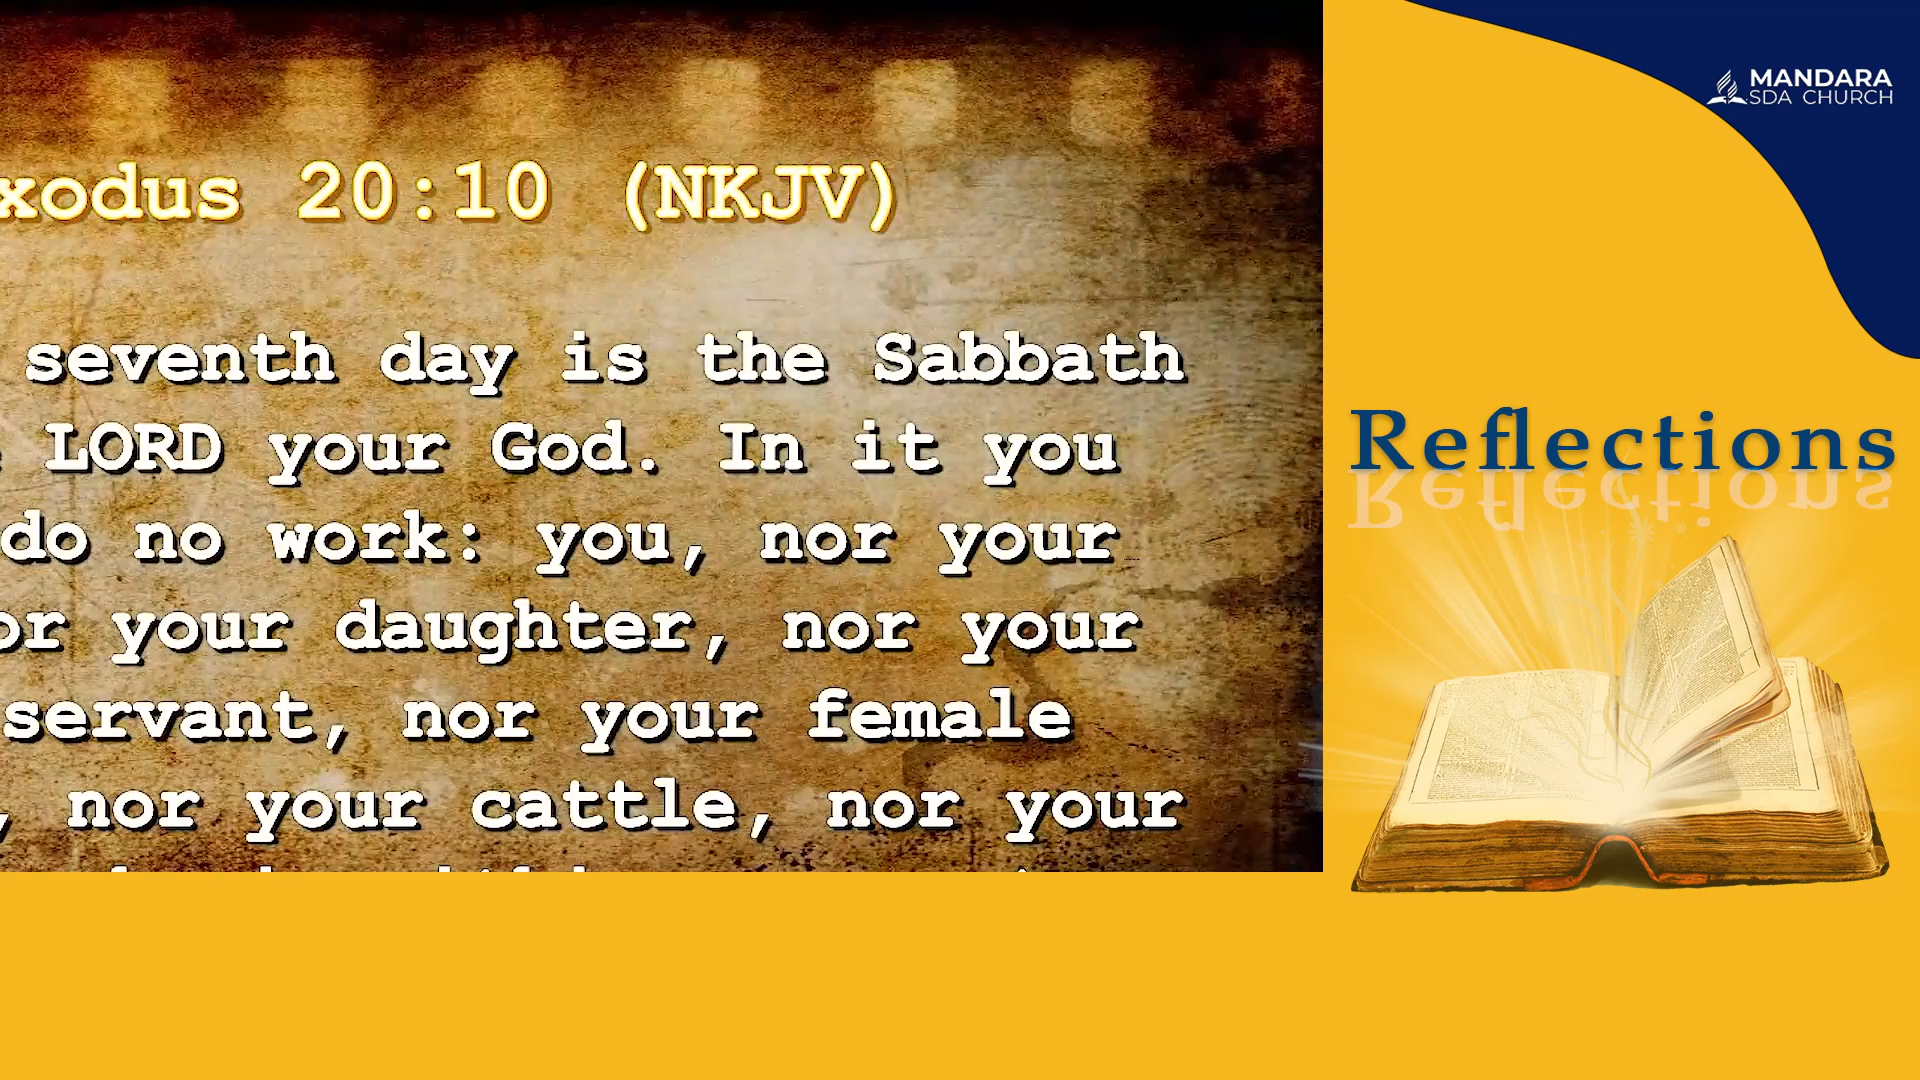 xodus 20:10 (NKJV)
seventh day is the Sabbath
LORD your God. In it you
do no work: you, nor your
or your daughter, nor your
servant, nor your female
, nor your cattle, nor your
MANDARA
SDA CHURCH
Reflections
Reflections